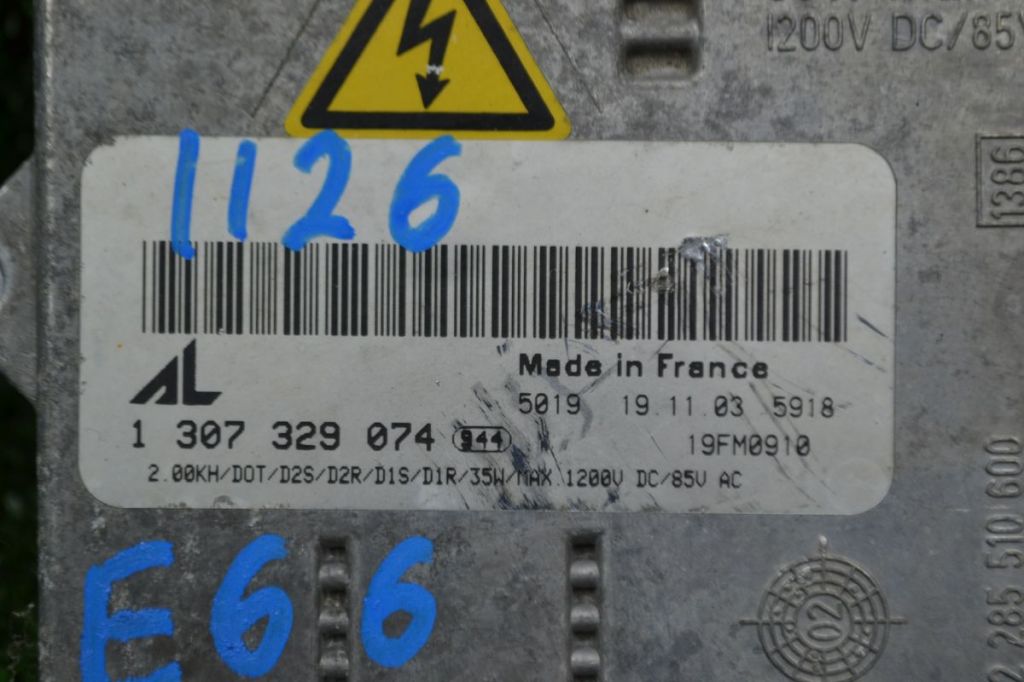 1200V DC/85V
1126
1386
AL
Made in France
5019 19.11.03 5918
1 307 329 074 944
19FM0910
2.00KH/DOT/D2S/D2R/D1S/D1R/35W/MAX.1200V DC/85V AC
E66
02
285 510 600